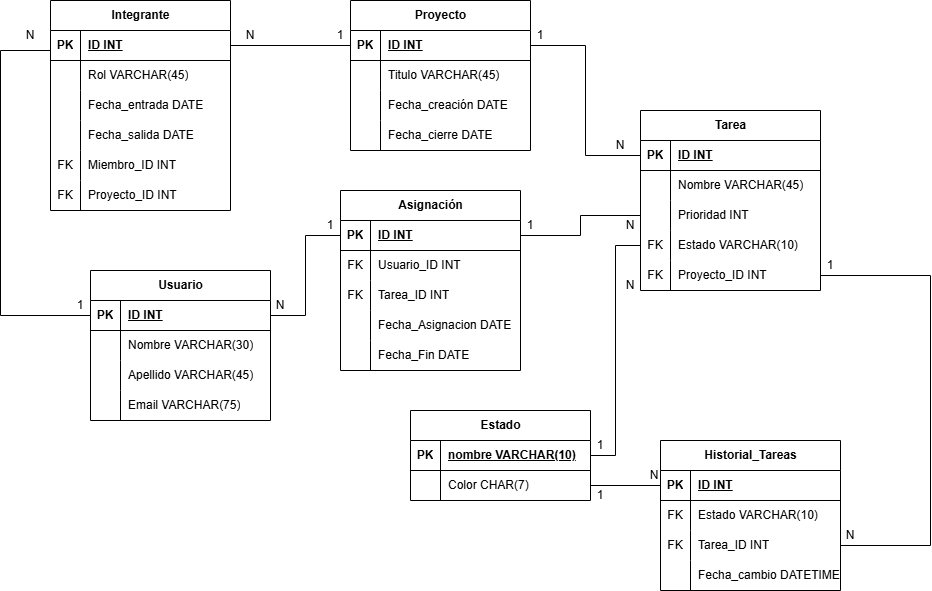 Integrante
PK ID INT
Rol VARCHAR(45)
Fecha_entrada DATE
Fecha_salida DATE
FK Miembro_ID INT
FK Proyecto_ID INT
N
N
1
Proyecto
PK ID INT
Titulo VARCHAR(45)
Fecha_creación DATE
Fecha_cierre DATE
1
N
Tarea
PK ID INT
Nombre VARCHAR(45)
Prioridad INT
FK Estado VARCHAR(10)
FK Proyecto_ID INT
N
N
1
Asignación
PK ID INT
FK Usuario_ID INT
FK Tarea_ID INT
Fecha_Asignacion DATE
Fecha_Fin DATE
1
1
Usuario
PK ID INT
Nombre VARCHAR(30)
Apellido VARCHAR(45)
Email VARCHAR(75)
1
N
Estado
PK nombre VARCHAR(10)
Color CHAR(7)
1
1
N
Historial_Tareas
PK ID INT
FK Estado VARCHAR(10)
FK Tarea_ID INT
Fecha_cambio DATETIME
N